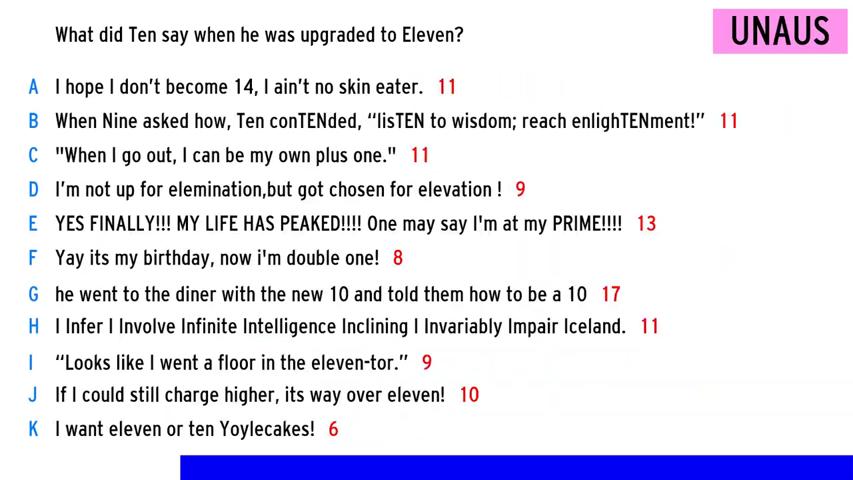 What did Ten say when he was upgraded to Eleven?
UNAUS
A I hope I don't become 14, I ain't no skin eater. 11
B When Nine asked how, Ten conTENded, “lisTEN to wisdom; reach enlighTENment!” 11
C "When I go out, I can be my own plus one." 11
D I'm not up for elemination,but got chosen for elevation ! 9
E YES FINALLY!!! MY LIFE HAS PEAKED!!!! One may say I'm at my PRIME!!!! 13
F Yay its my birthday, now i'm double one! 8
G he went to the diner with the new 10 and told them how to be a 10 17
H I Infer I Involve Infinite Intelligence Inclining I Invariably Impair Iceland. 11
I “Looks like I went a floor in the eleven-tor.” 9
J If I could still charge higher, its way over eleven! 10
K I want eleven or ten Yoylecakes! 6